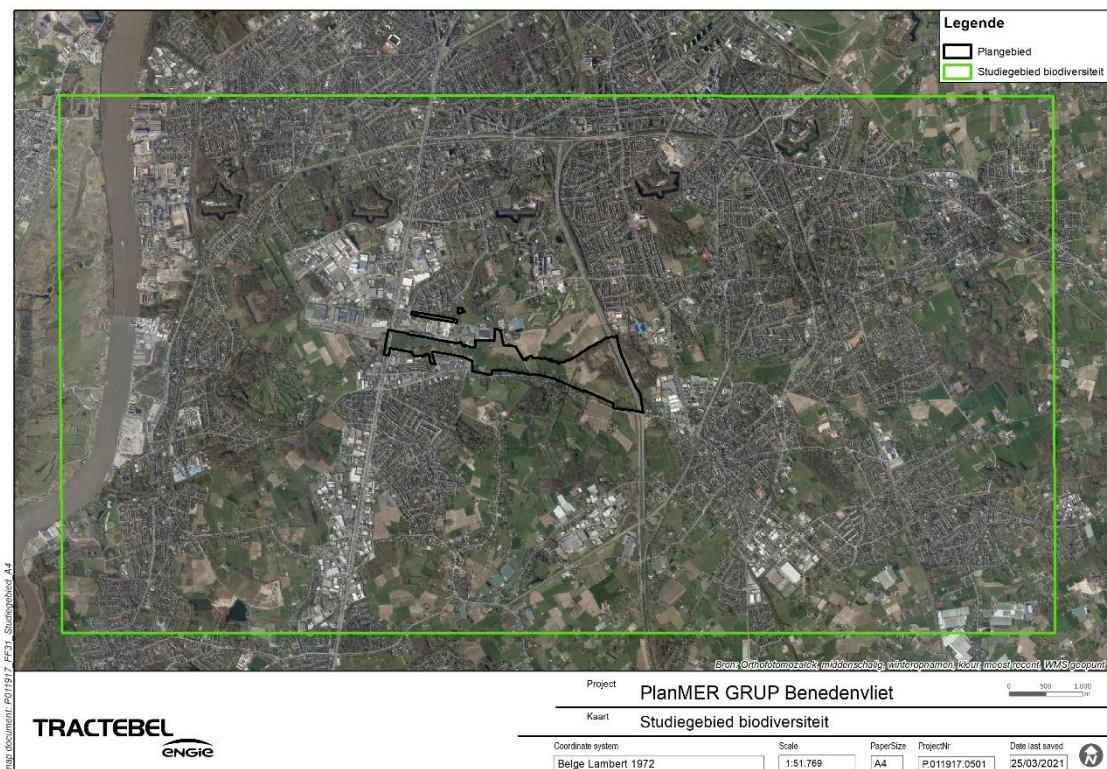 Legende
Plangebied
Studiegebied biodiversiteit
Bron: Orthofotomozaïek, middenschalig, winteropnamen, kleur, meest recent, WMS geopunt
map document: P011917_FF31_Studiegebied_A4
Project PlanMER GRUP Benedenvliet
0 500 1.000
m
Kaart Studiegebied biodiversiteit
TRACTEBEL
ENGIE
Coordinate system Scale PaperSize ProjectNr Date last saved
Belge Lambert 1972 1:51.769 A4 P.011917.0501 25/03/2021